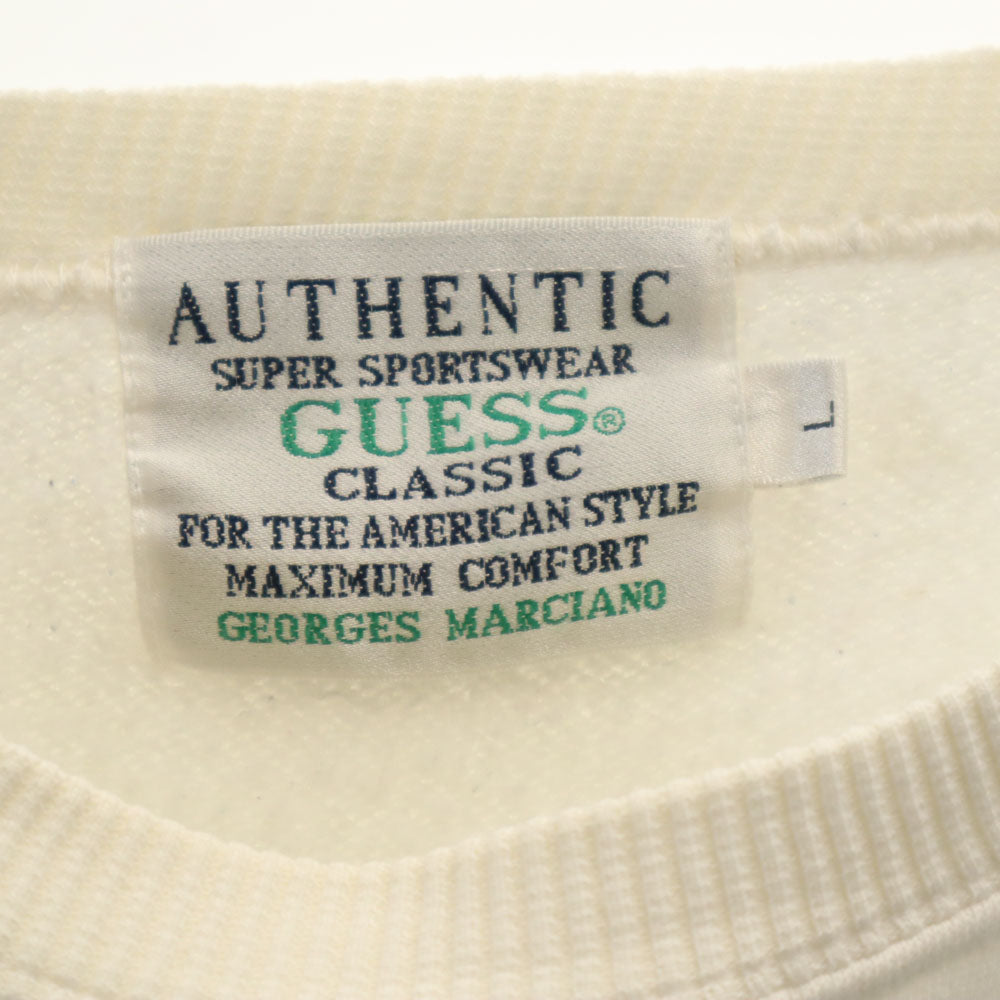 AUTHENTIC
SUPER SPORTSWEAR
GUESS®
CLASSIC
FOR THE AMERICAN STYLE
MAXIMUM COMFORT
GEORGES MARCIANO
L